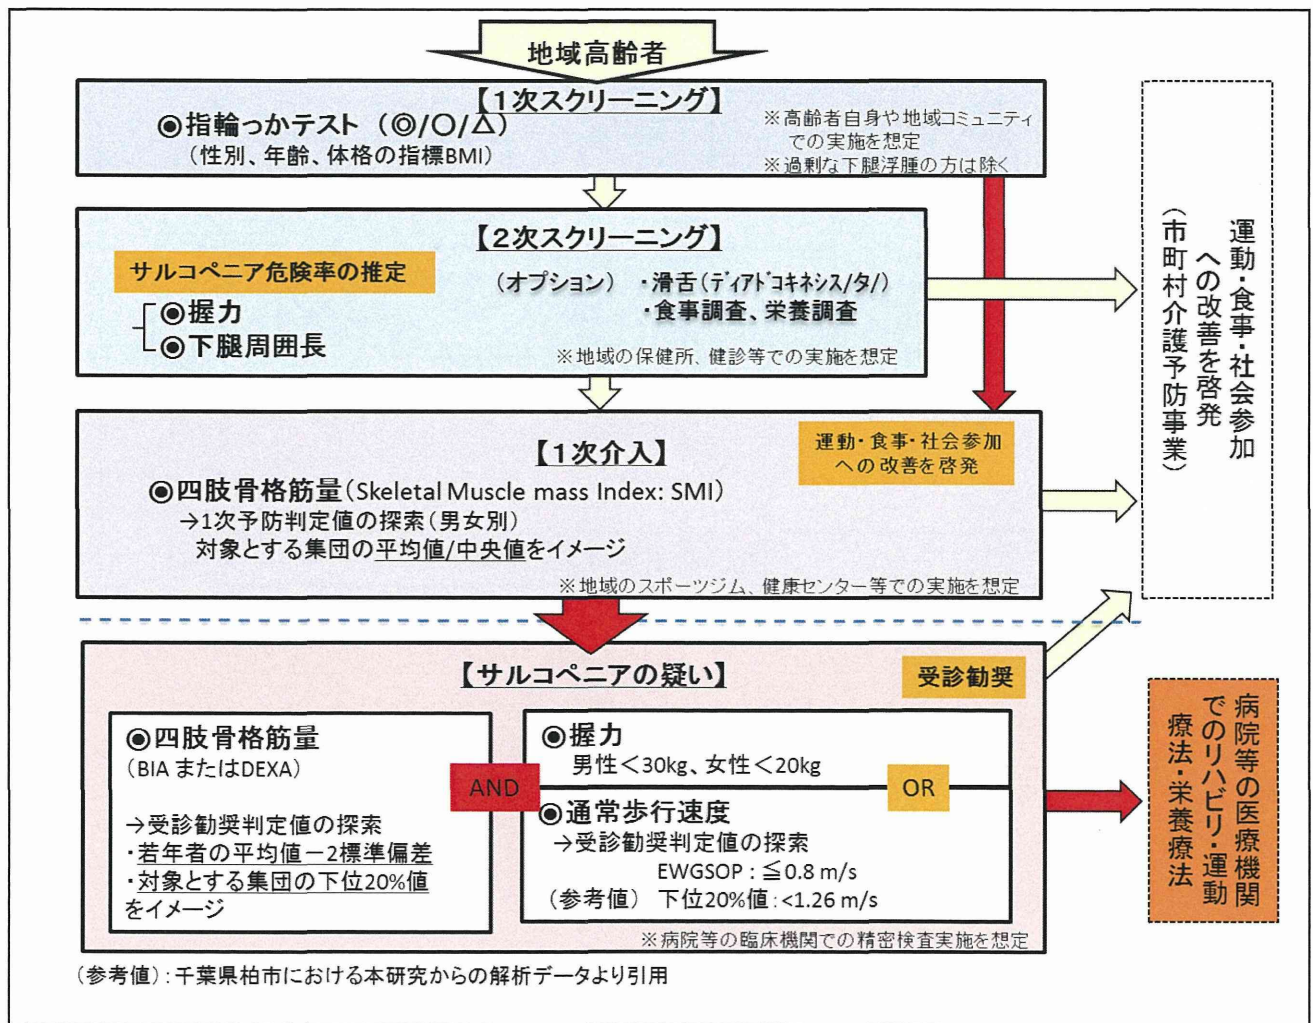 地域高齢者
【1次スクリーニング】
◉指輪っかテスト (◎/○/△)
(性別、年齢、体格の指標BMI)
※高齢者自身や地域コミュニティ
での実施を想定
※過剰な下腿浮腫の方は除く
【2次スクリーニング】
サルコペニア危険率の推定
◉握力
◉下腿周囲長
(オプション) ・滑舌(ディアドコキネシス/タ/)
・食事調査、栄養調査
※地域の保健所、健診等での実施を想定
【1次介入】
運動・食事・社会参加
への改善を啓発
◉四肢骨格筋量(Skeletal Muscle mass Index: SMI)
→1次予防判定値の探索(男女別)
対象とする集団の平均値/中央値をイメージ
※地域のスポーツジム、健康センター等での実施を想定
運動・食事・社会参加
への改善を啓発
(市町村介護予防事業)
【サルコペニアの疑い】
受診勧奨
◉四肢骨格筋量
(BIA またはDEXA)
→受診勧奨判定値の探索
・若年者の平均値－2標準偏差
・対象とする集団の下位20%値
をイメージ
AND
◉握力
男性<30kg、女性<20kg
OR
◉通常歩行速度
→受診勧奨判定値の探索
EWGSOP : ≦0.8 m/s
(参考値) 下位20%値:<1.26 m/s
※病院等の臨床機関での精密検査実施を想定
病院等の医療機関
でのリハビリ・運動
療法・栄養療法
(参考値):千葉県柏市における本研究からの解析データより引用